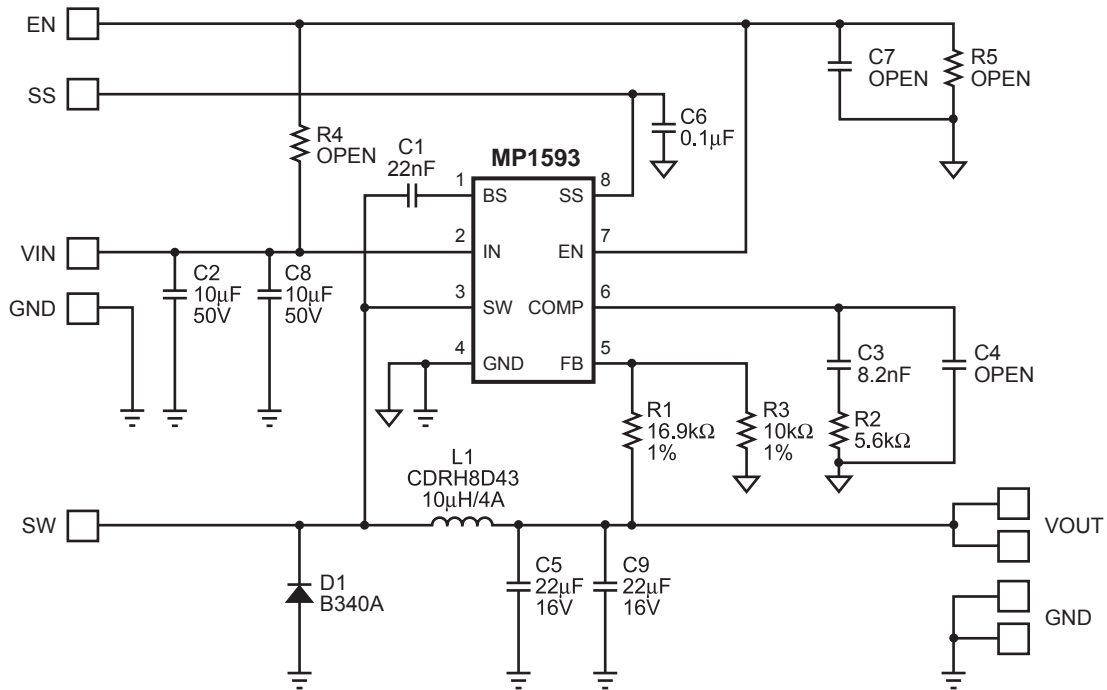 EN
SS
R4
OPEN
C1
22nF
MP1593
C6
0.1µF
C7
OPEN
R5
OPEN
1
BS
SS
8
VIN
2
IN
EN
7
C2
10µF
50V
C8
10µF
50V
GND
3
SW
COMP
6
4
GND
FB
5
C3
8.2nF
C4
OPEN
R1
16.9kΩ
1%
R3
10kΩ
1%
R2
5.6kΩ
L1
CDRH8D43
10µH/4A
SW
VOUT
D1
B340A
C5
22µF
16V
C9
22µF
16V
GND